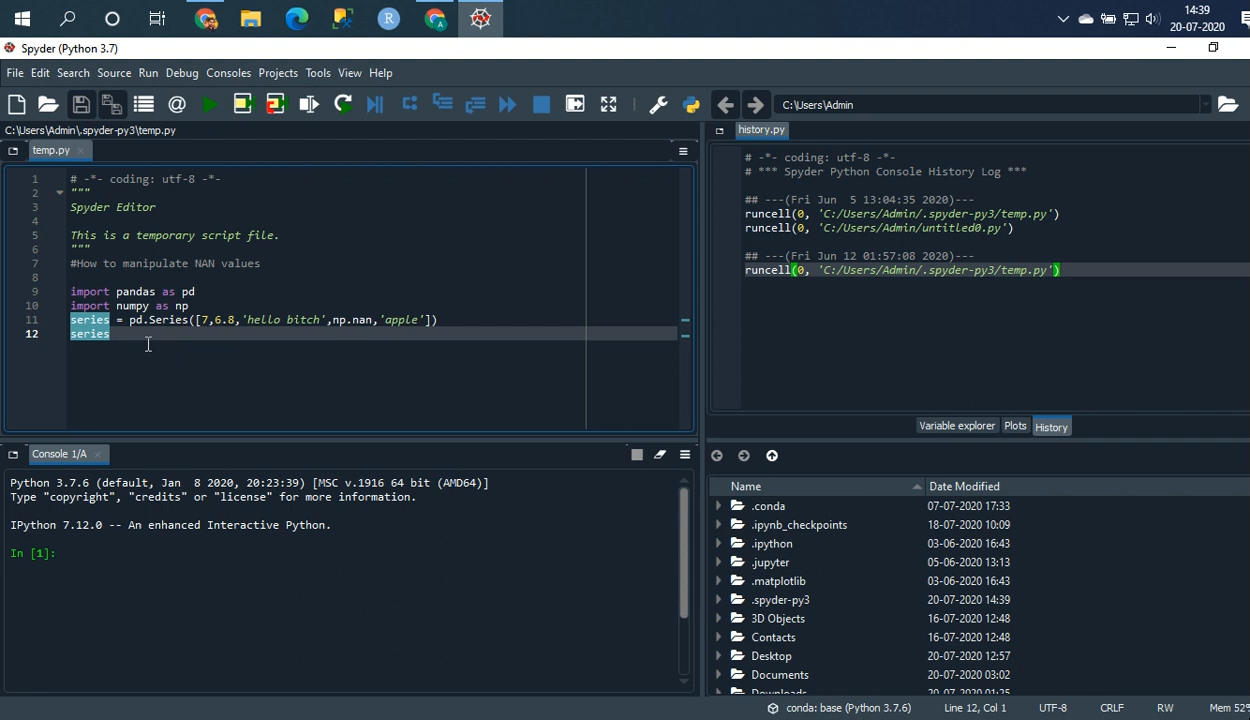 14:39
20-07-2020
Spyder (Python 3.7)
File Edit Search Source Run Debug Consoles Projects Tools View Help
C:\Users\Admin
C:\Users\Admin\.spyder-py3\temp.py
temp.py
1 # -*- coding: utf-8 -*-
2 """
3 Spyder Editor
4
5 This is a temporary script file.
6 """
7 #How to manipulate NAN values
8
9 import pandas as pd
10 import numpy as np
11 series = pd.Series([7,6.8,'hello bitch',np.nan,'apple'])
12 series
history.py
# -*- coding: utf-8 -*-
# *** Spyder Python Console History Log ***
## ---(Fri Jun  5 13:04:35 2020)---
runcell(0, 'C:/Users/Admin/.spyder-py3/temp.py')
runcell(0, 'C:/Users/Admin/untitled0.py')
## ---(Fri Jun 12 01:57:08 2020)---
runcell(0, 'C:/Users/Admin/.spyder-py3/temp.py')
Variable explorer Plots History
Console 1/A
Python 3.7.6 (default, Jan  8 2020, 20:23:39) [MSC v.1916 64 bit (AMD64)]
Type "copyright", "credits" or "license" for more information.
IPython 7.12.0 -- An enhanced Interactive Python.
In [1]:
Name Date Modified
.conda 07-07-2020 17:33
.ipynb_checkpoints 18-07-2020 10:09
.ipython 03-06-2020 16:43
.jupyter 05-06-2020 13:13
.matplotlib 03-06-2020 16:43
.spyder-py3 20-07-2020 14:39
3D Objects 16-07-2020 12:48
Contacts 16-07-2020 12:48
Desktop 20-07-2020 12:57
Documents 20-07-2020 03:02
Downloads 20-07-2020 01:25
conda: base (Python 3.7.6) Line 12, Col 1 UTF-8 CRLF RW Mem 52%